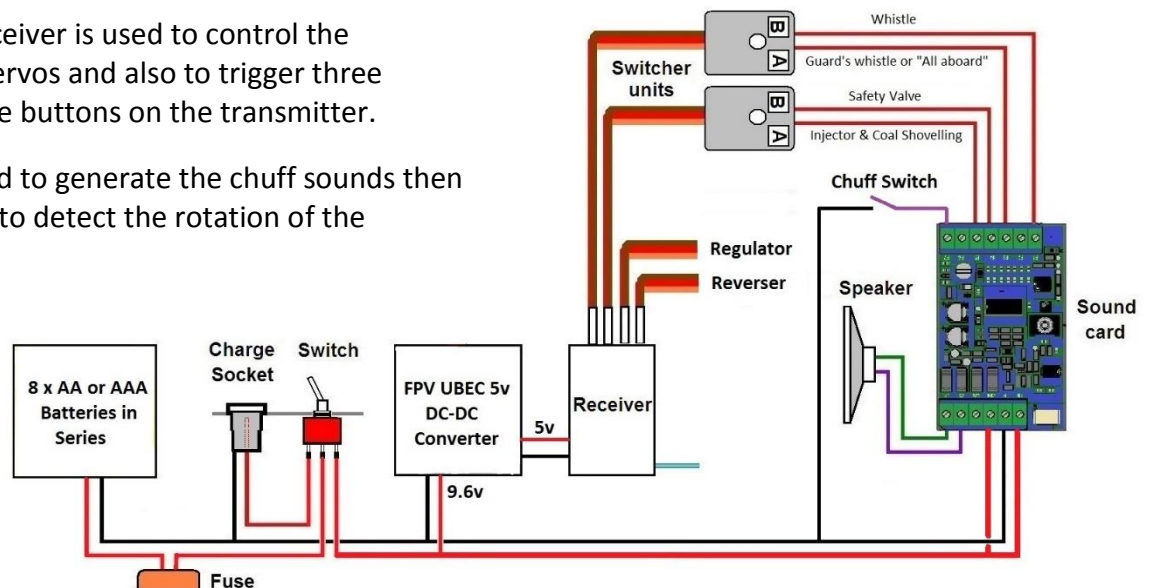 ceiver is used to control the
ervos and also to trigger three
e buttons on the transmitter.
d to generate the chuff sounds then
to detect the rotation of the
Switcher
units
B
A
Whistle
Guard's whistle or "All aboard"
B
A
Safety Valve
Injector & Coal Shovelling
Chuff Switch
Regulator
Reverser
Speaker
Sound
card
8 x AA or AAA
Batteries in
Series
Charge
Socket
Switch
FPV UBEC 5v
DC-DC
Converter
5v
9.6v
Receiver
Fuse